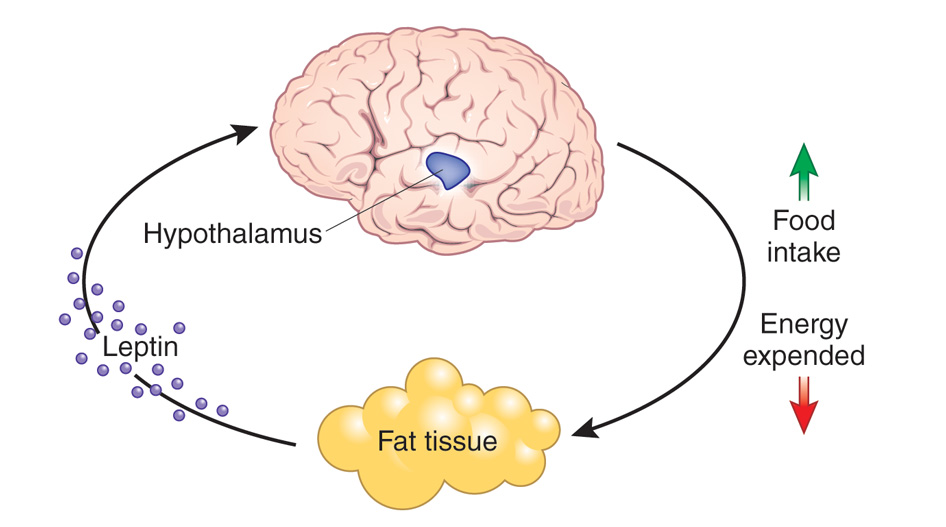 Hypothalamus
Food
intake
Energy
expended
Leptin
Fat tissue